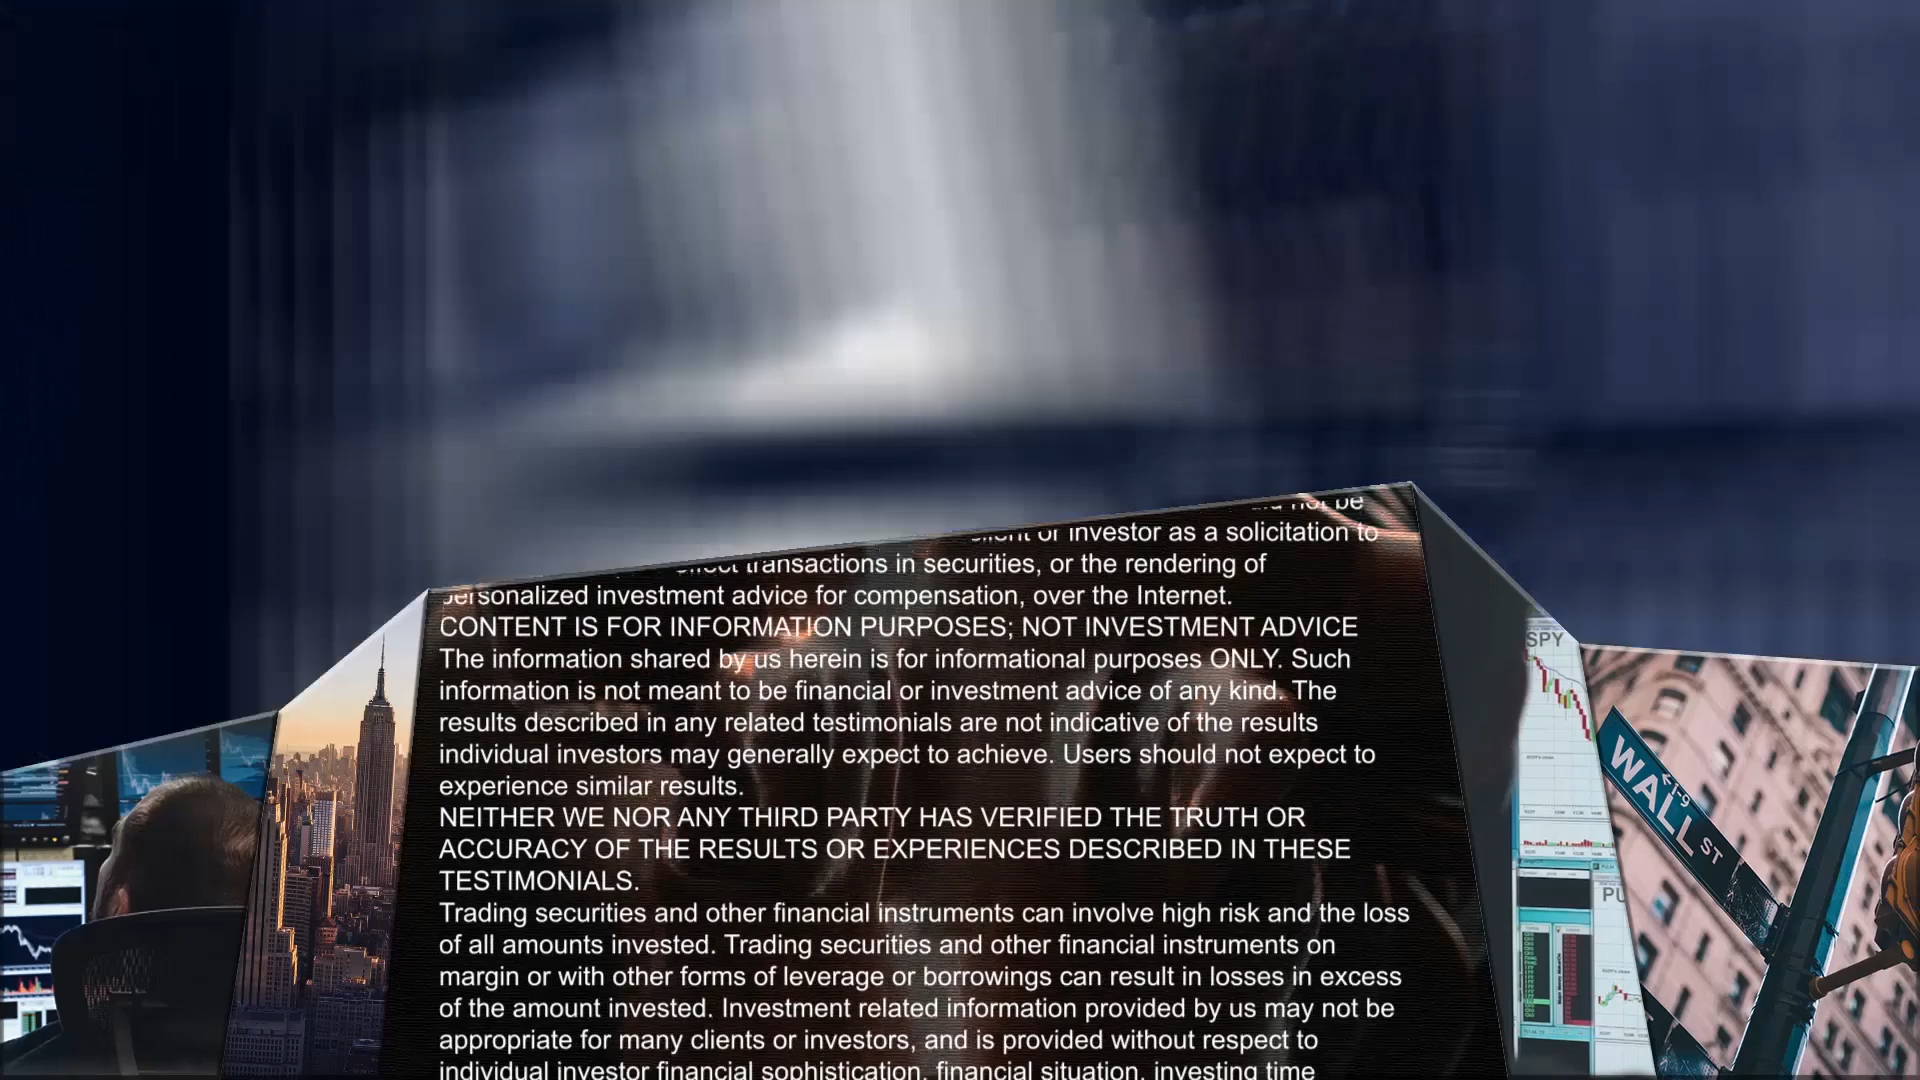 not be
or investor as a solicitation to
transactions in securities, or the rendering of
personalized investment advice for compensation, over the Internet.
CONTENT IS FOR INFORMATION PURPOSES; NOT INVESTMENT ADVICE
The information shared by us herein is for informational purposes ONLY. Such
information is not meant to be financial or investment advice of any kind. The
results described in any related testimonials are not indicative of the results
individual investors may generally expect to achieve. Users should not expect to
experience similar results.
NEITHER WE NOR ANY THIRD PARTY HAS VERIFIED THE TRUTH OR
ACCURACY OF THE RESULTS OR EXPERIENCES DESCRIBED IN THESE
TESTIMONIALS.
Trading securities and other financial instruments can involve high risk and the loss
of all amounts invested. Trading securities and other financial instruments on
margin or with other forms of leverage or borrowings can result in losses in excess
of the amount invested. Investment related information provided by us may not be
appropriate for many clients or investors, and is provided without respect to
individual investor financial sophistication, financial situation, investing time
SPY
PU
←1-9
WALL ST